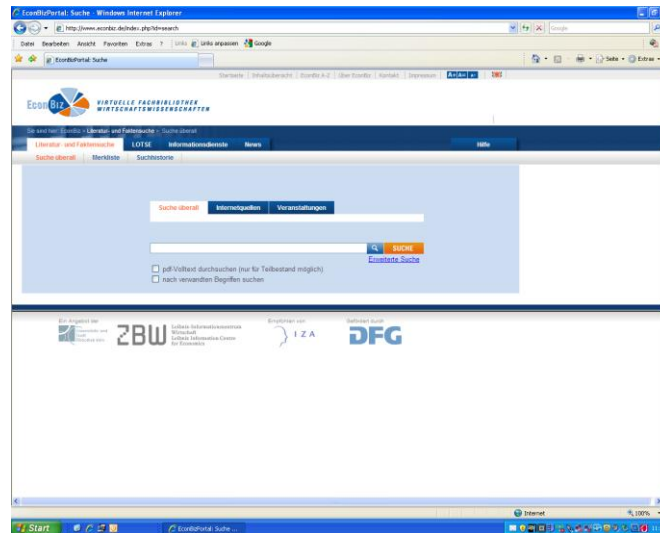 EconBizPortal: Suche - Windows Internet Explorer
http://www.econbiz.de/index.php?id=search
Google
Datei Bearbeiten Ansicht Favoriten Extras ? Links Links anpassen Google
EconBizPortal: Suche
Seite Extras
Startseite | Inhaltsübersicht | EconBiz A-Z | Über EconBiz | Kontakt | Impressum
EconBiz
VIRTUELLE FACHBIBLIOTHEK
WIRTSCHAFTSWISSENSCHAFTEN
Sie sind hier: EconBiz > Literatur- und Faktensuche > Suche überall
Literatur- und Faktensuche LOTSE Informationsdienste News Hilfe
Suche überall Merkliste Suchhistorie
Suche überall Internetquellen Veranstaltungen
SUCHE
Erweiterte Suche
pdf-Volltext durchsuchen (nur für Teilbestand möglich)
nach verwandten Begriffen suchen
Ein Angebot der Empfohlen von Gefördert durch
ZBW
Leibniz-Informationszentrum
Wirtschaft
Leibniz Information Centre
for Economics
IZA
DFG
Internet 100%
Start EconBizPortal: Suche ...